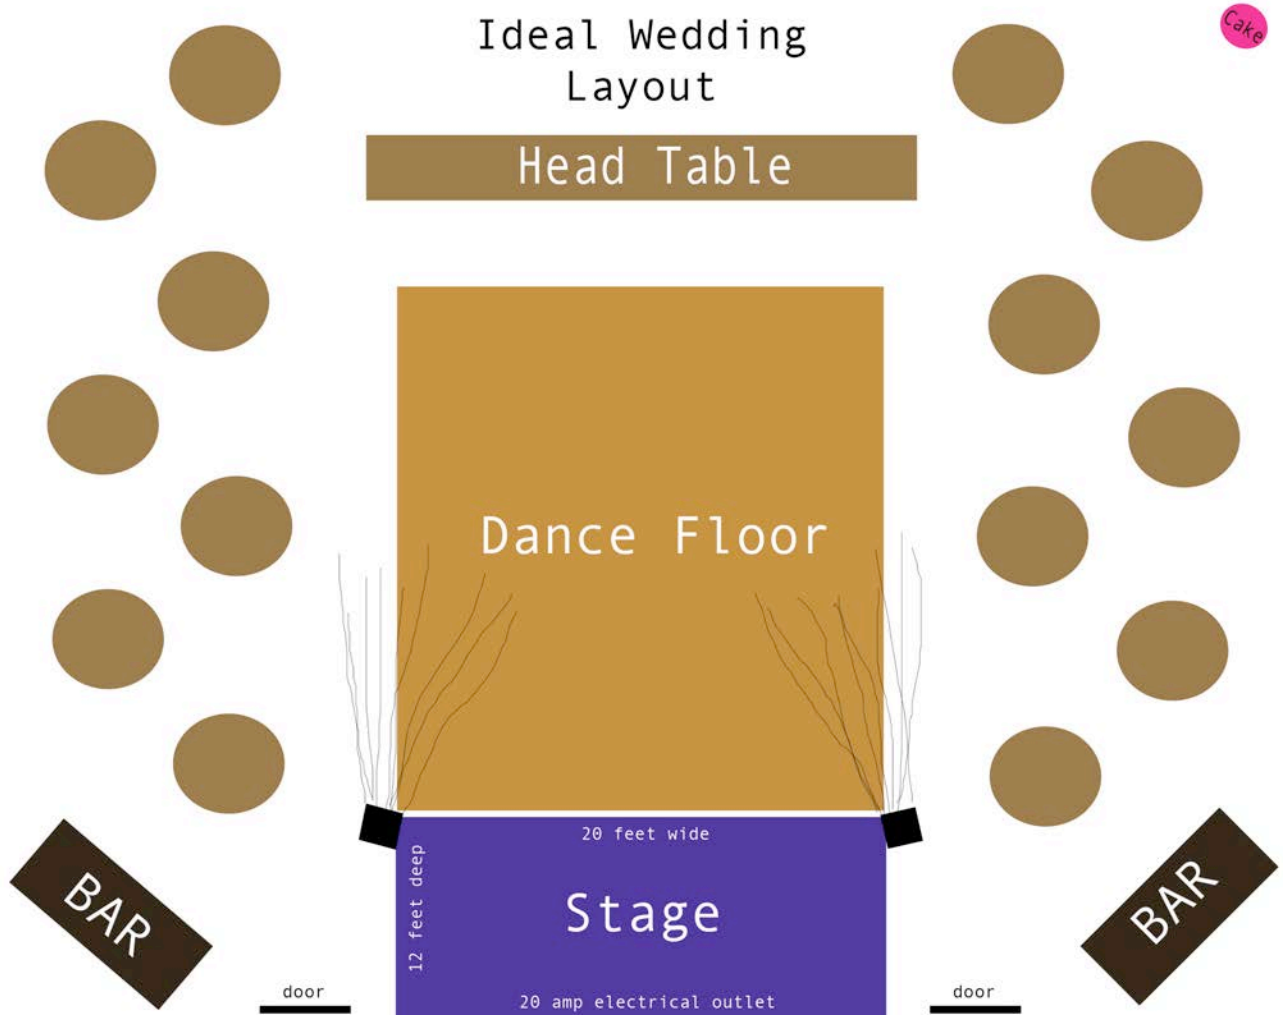 Ideal Wedding
Layout
Cake
Head Table
Dance Floor
20 feet wide
12 feet deep
Stage
BAR
BAR
door
door
20 amp electrical outlet